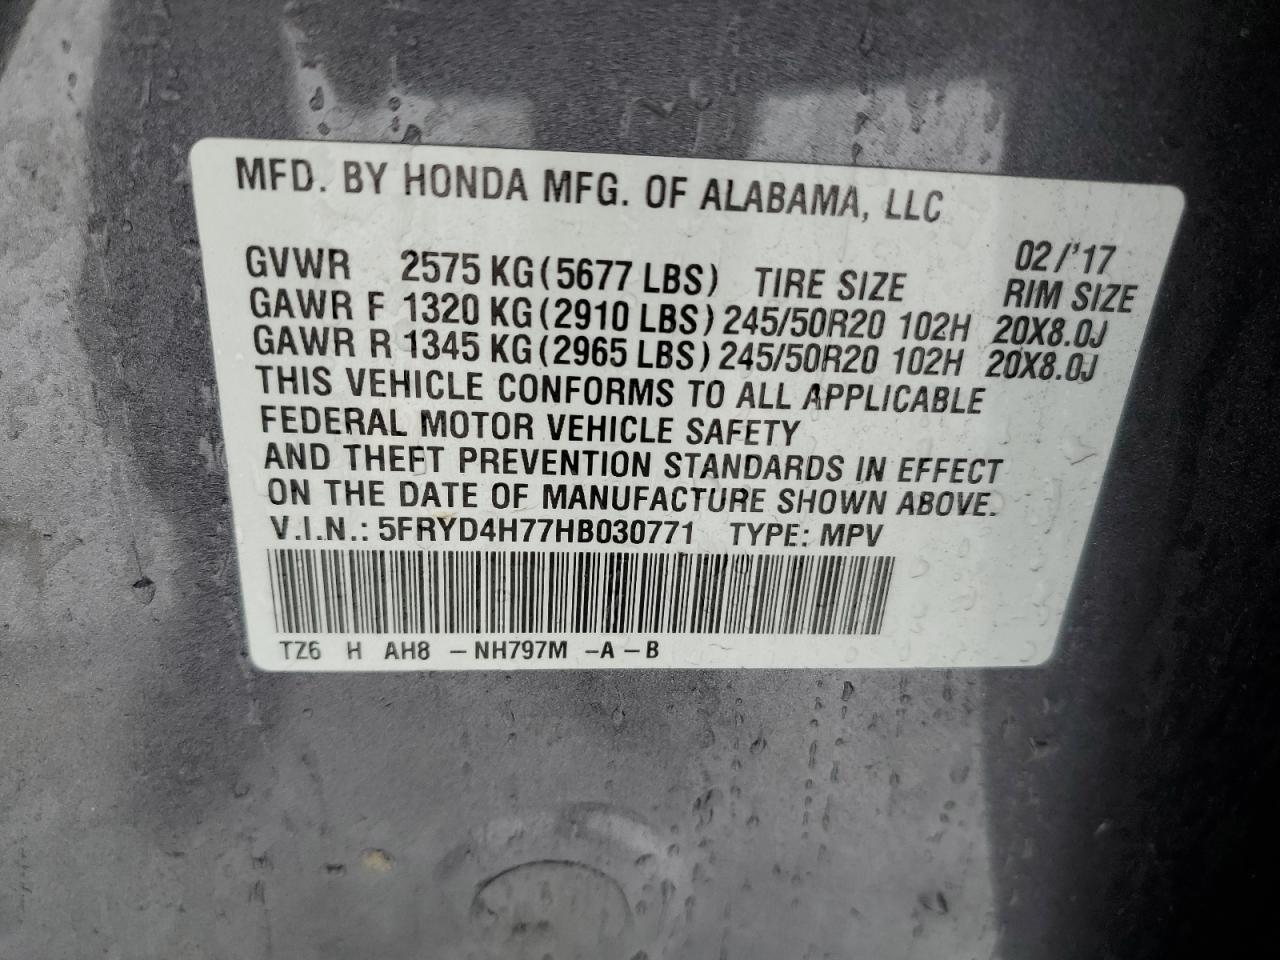 MFD. BY HONDA MFG. OF ALABAMA, LLC
02/'17
GVWR 2575 KG(5677 LBS) TIRE SIZE RIM SIZE
GAWR F 1320 KG(2910 LBS) 245/50R20 102H 20X8.0J
GAWR R 1345 KG(2965 LBS) 245/50R20 102H 20X8.0J
THIS VEHICLE CONFORMS TO ALL APPLICABLE
FEDERAL MOTOR VEHICLE SAFETY
AND THEFT PREVENTION STANDARDS IN EFFECT
ON THE DATE OF MANUFACTURE SHOWN ABOVE.
V.I.N.: 5FRYD4H77HB030771 TYPE: MPV
TZ6 H AH8 -NH797M -A-B